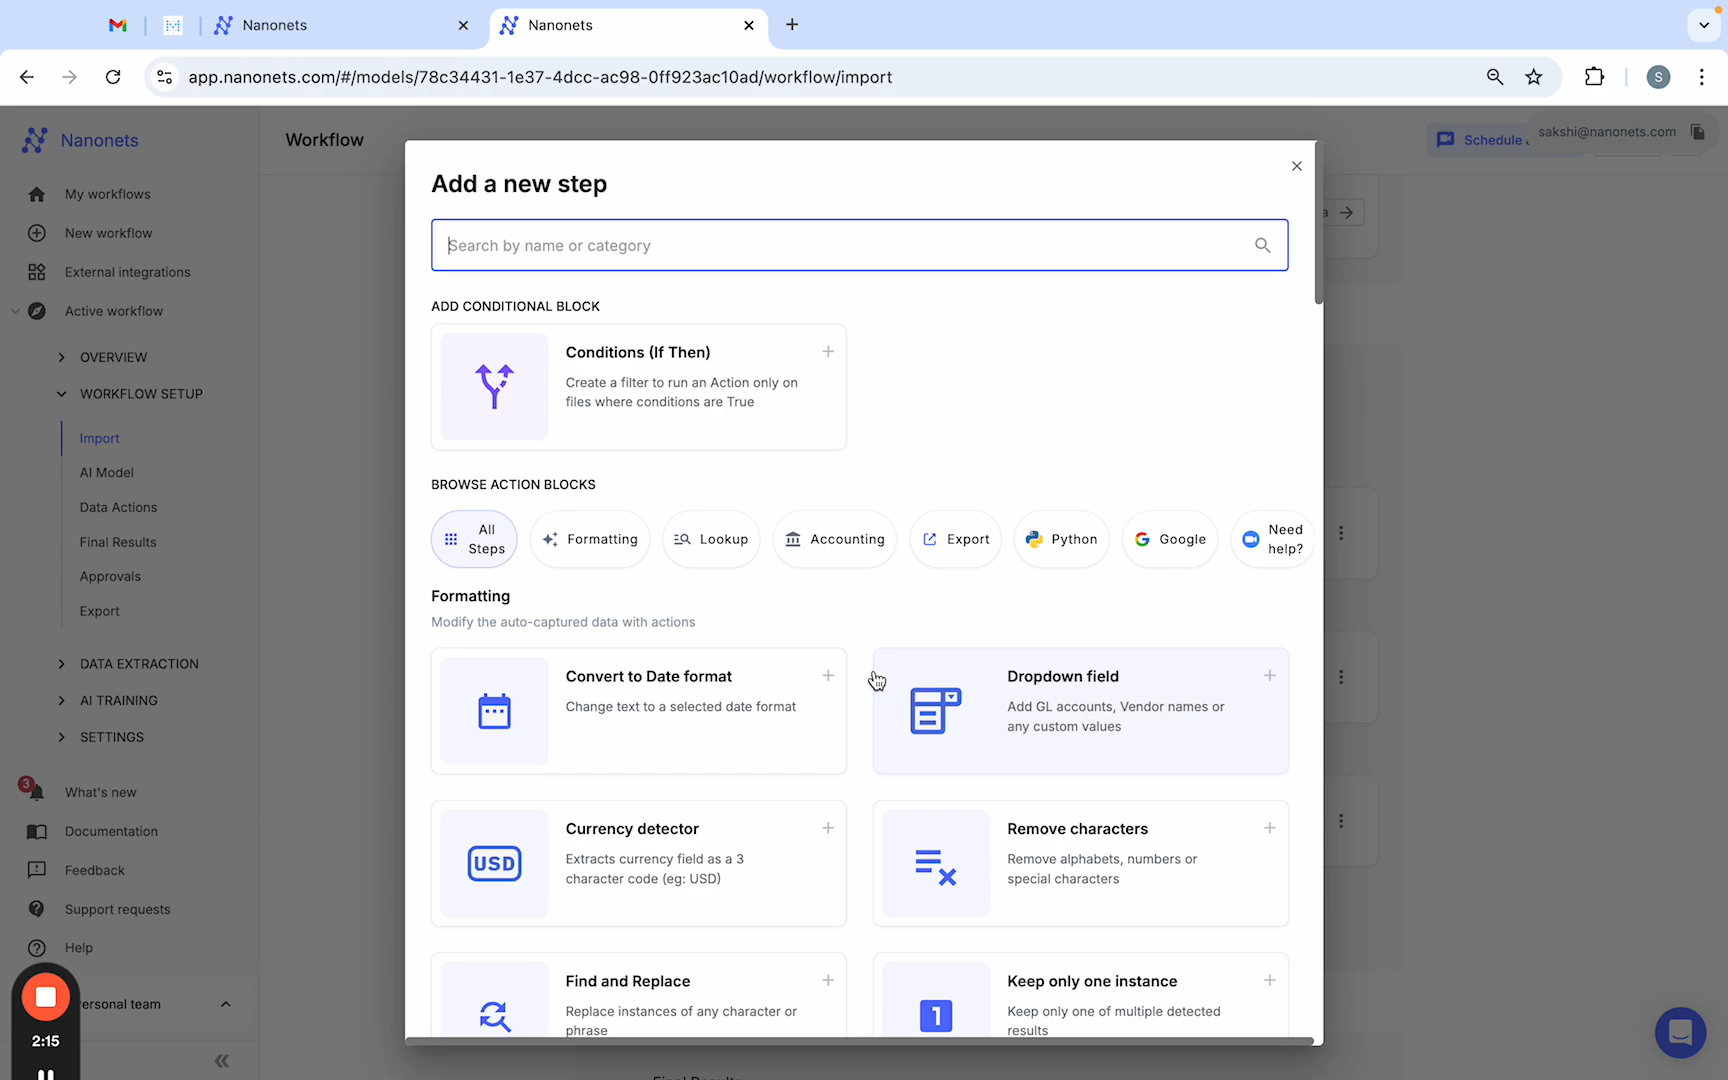 Nanonets
Nanonets
app.nanonets.com/#/models/78c34431-1e37-4dcc-ac98-0ff923ac10ad/workflow/import
S
Nanonets
Workflow
Schedule
sakshi@nanonets.com
My workflows
New workflow
External integrations
Active workflow
OVERVIEW
WORKFLOW SETUP
Import
AI Model
Data Actions
Final Results
Approvals
Export
DATA EXTRACTION
AI TRAINING
SETTINGS
3
What's new
Documentation
Feedback
Support requests
Help
ersonal team
2:15
Add a new step
Search by name or category
ADD CONDITIONAL BLOCK
Conditions (If Then)
Create a filter to run an Action only on
files where conditions are True
BROWSE ACTION BLOCKS
All
Steps
Formatting
Lookup
Accounting
Export
Python
Google
Need
help?
Formatting
Modify the auto-captured data with actions
Convert to Date format
Change text to a selected date format
Dropdown field
Add GL accounts, Vendor names or
any custom values
USD
Currency detector
Extracts currency field as a 3
character code (eg: USD)
Remove characters
Remove alphabets, numbers or
special characters
Find and Replace
Replace instances of any character or
phrase
1
Keep only one instance
Keep only one of multiple detected
results